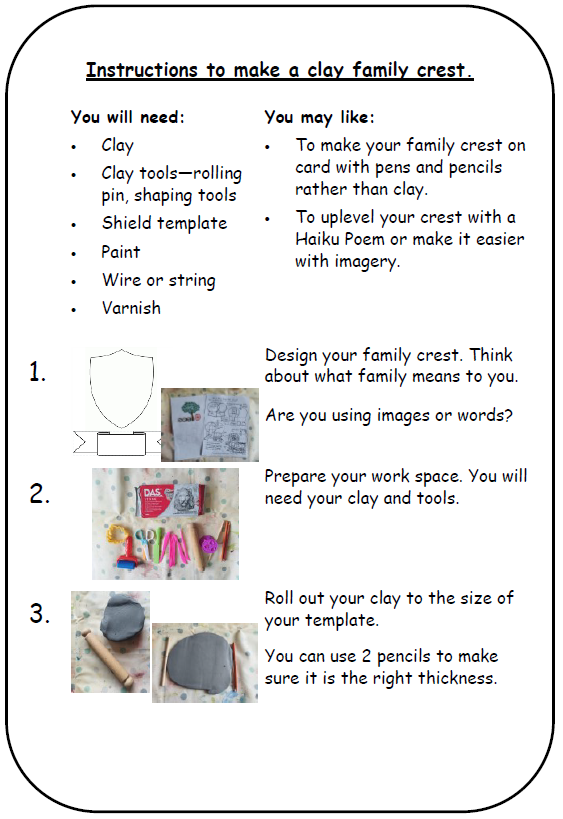 Instructions to make a clay family crest.
You will need:
• Clay
• Clay tools—rolling
pin, shaping tools
• Shield template
• Paint
• Wire or string
• Varnish
You may like:
• To make your family crest on
card with pens and pencils
rather than clay.
• To uplevel your crest with a
Haiku Poem or make it easier
with imagery.
1.
Design your family crest. Think
about what family means to you.
Are you using images or words?
2.
DAS
Prepare your work space. You will
need your clay and tools.
3.
Roll out your clay to the size of
your template.
You can use 2 pencils to make
sure it is the right thickness.